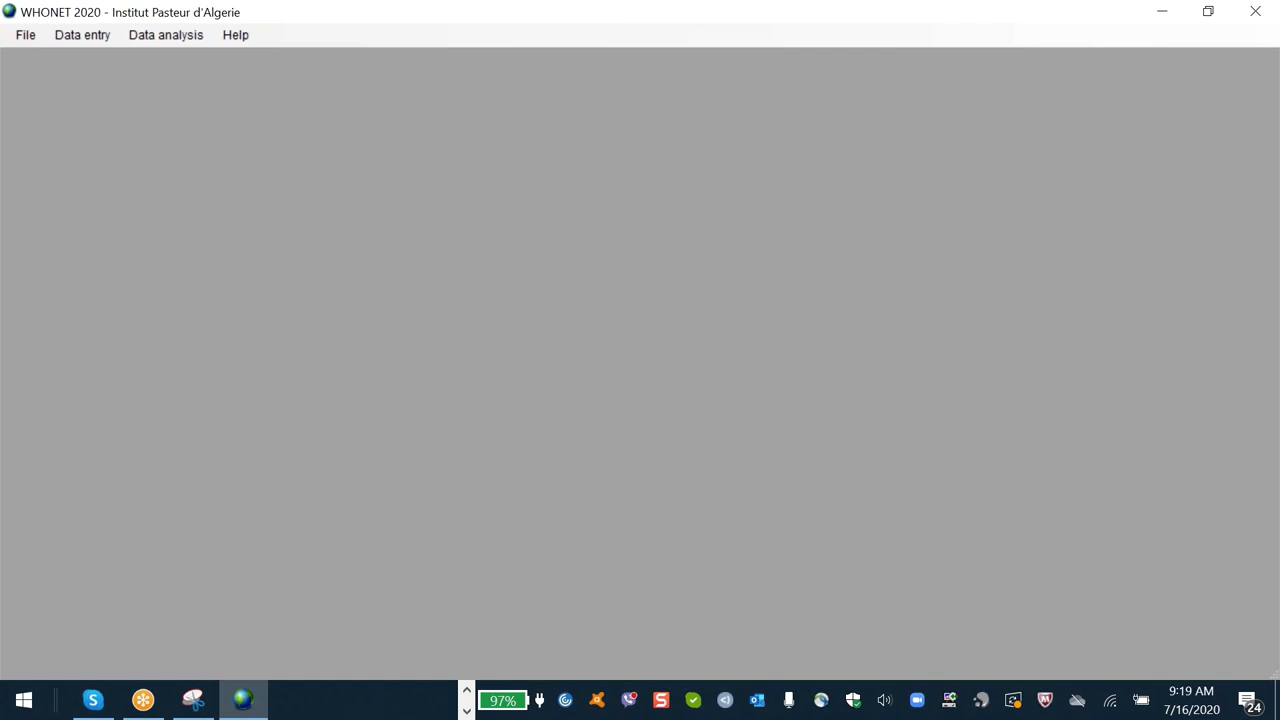 WHONET 2020 - Institut Pasteur d'Algerie
File Data entry Data analysis Help
97%
9:19 AM
7/16/2020
24